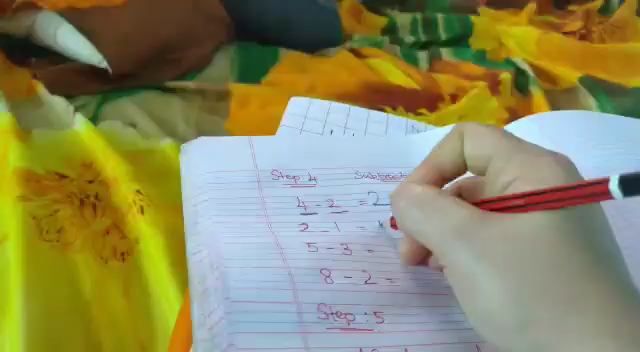 Step 4
4 - 2 = 2
2 - 1 =
5 - 3 =
8 - 2 =
Step : 5